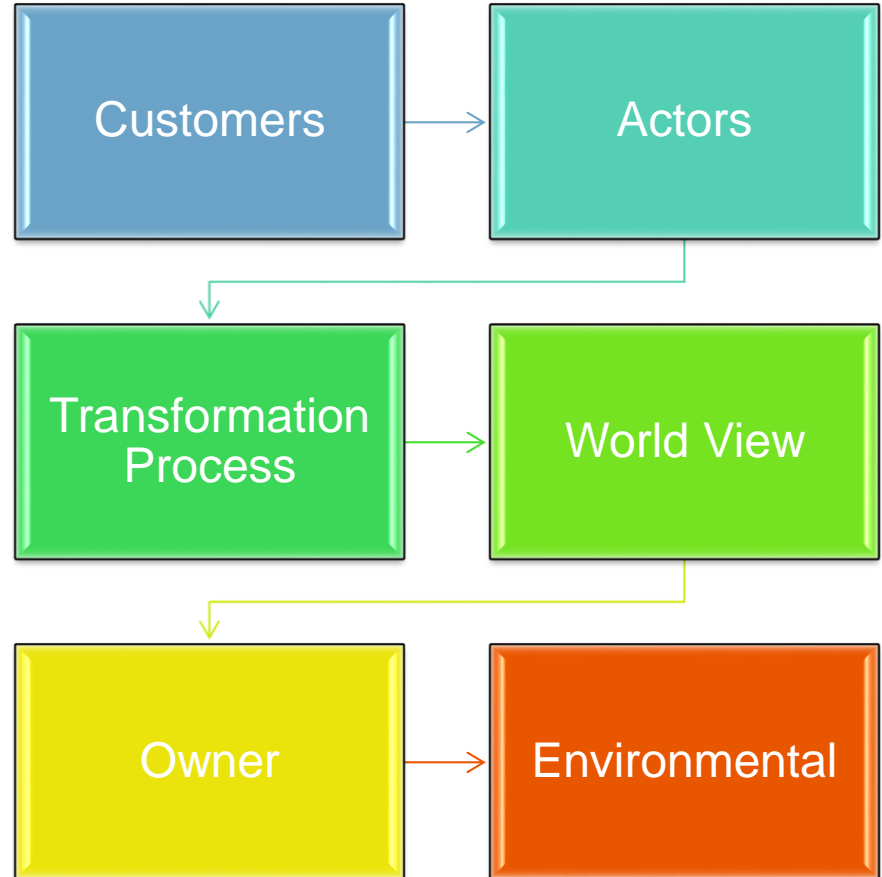 Customers
Actors
Transformation
Process
World View
Owner
Environmental